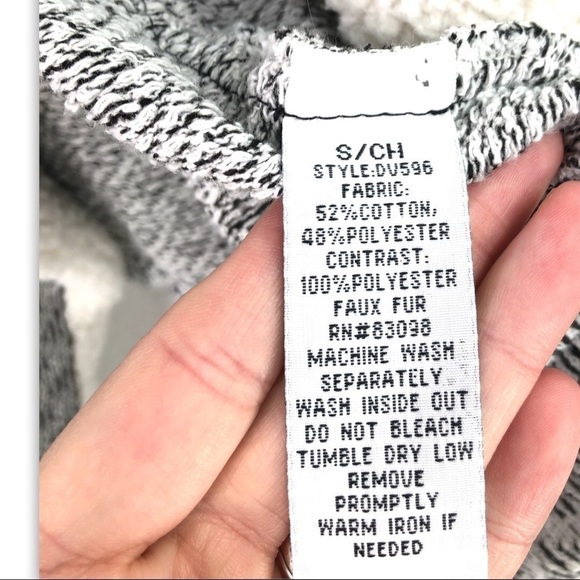 S/CH
STYLE:DV596
FABRIC:
52%COTTON,
48%POLYESTER
CONTRAST:
100%POLYESTER
FAUX FUR
RN#83098
MACHINE WASH
SEPARATELY
WASH INSIDE OUT
DO NOT BLEACH
TUMBLE DRY LOW
REMOVE
PROMPTLY
WARM IRON IF
NEEDED